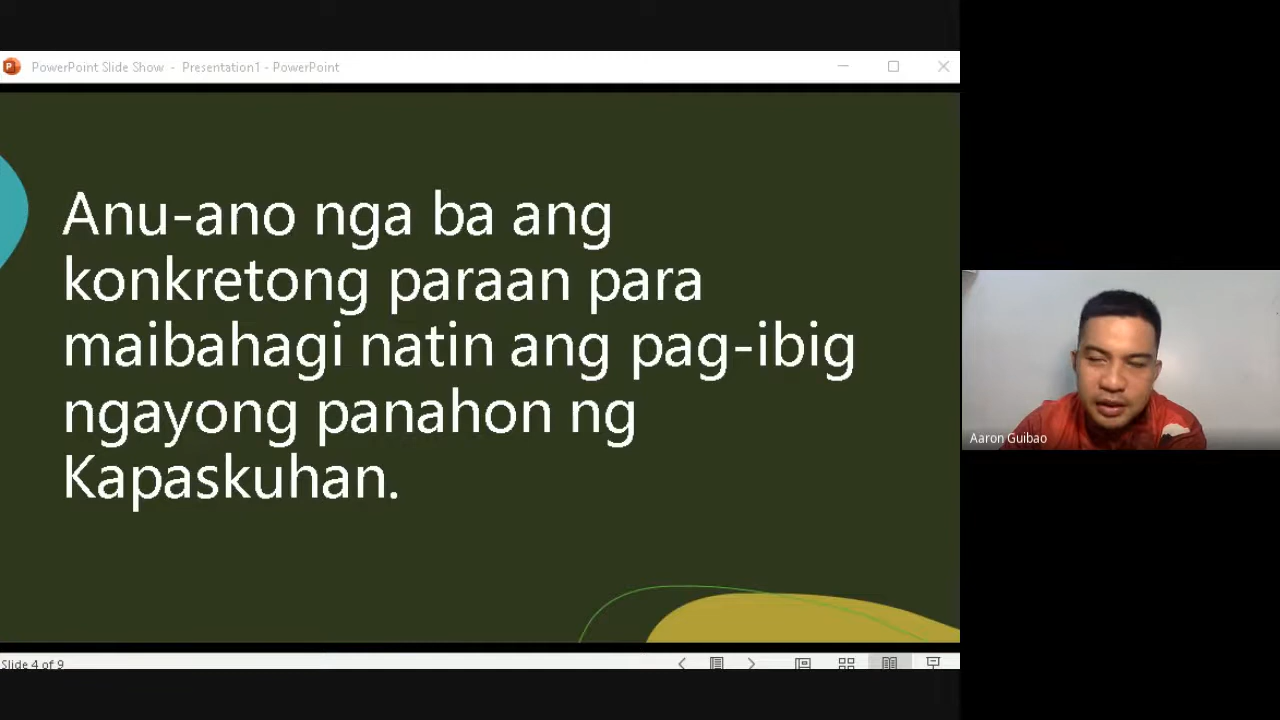 PowerPoint Slide Show - Presentation1 - PowerPoint
Anu-ano nga ba ang
konkretong paraan para
maibahagi natin ang pag-ibig
ngayong panahon ng
Kapaskuhan.
Aaron Guibao
Slide 4 of 9